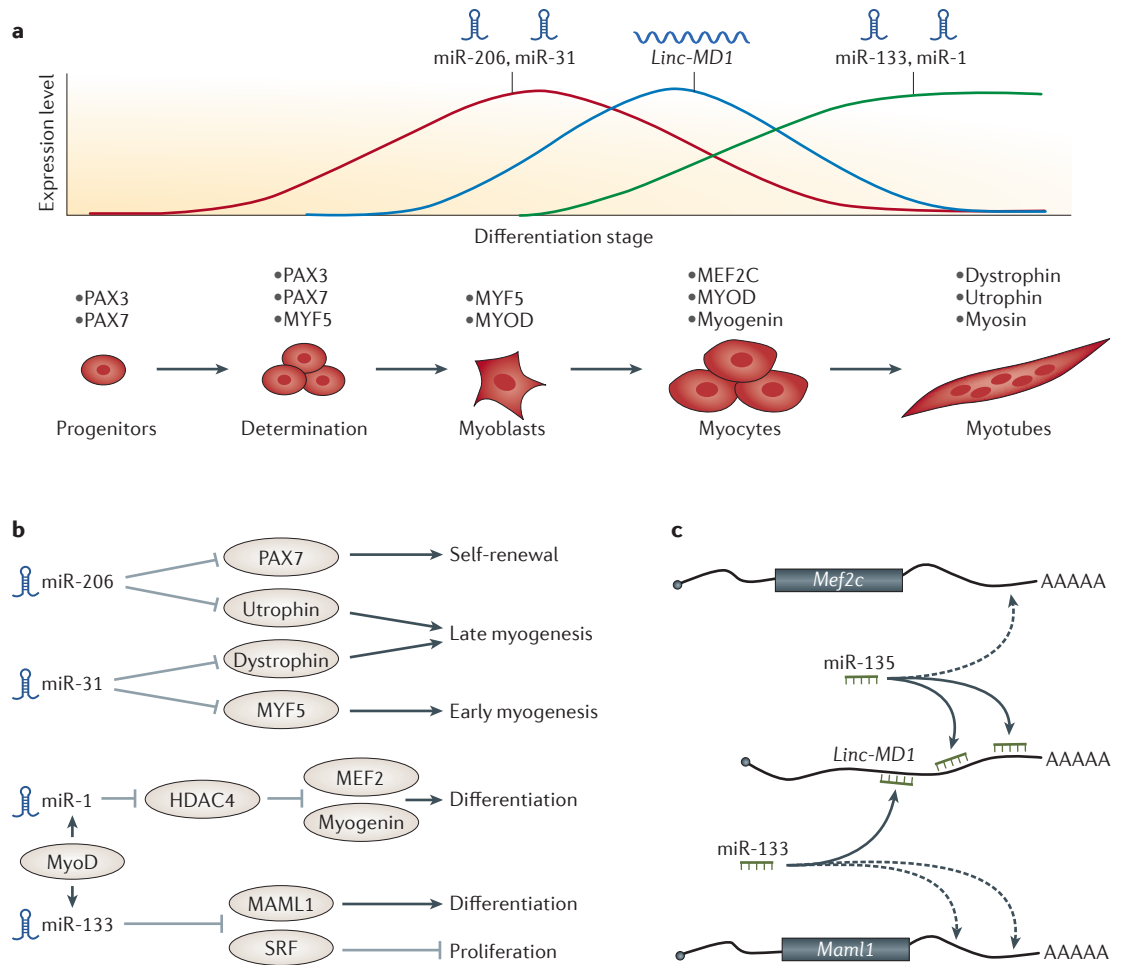 a
miR-206, miR-31
Linc-MD1
miR-133, miR-1
Expression level
Differentiation stage
•PAX3
•PAX7
•PAX3
•PAX7
•MYF5
•MYF5
•MYOD
•MEF2C
•MYOD
•Myogenin
•Dystrophin
•Utrophin
•Myosin
Progenitors
Determination
Myoblasts
Myocytes
Myotubes
b
miR-206
PAX7
Self-renewal
Utrophin
Late myogenesis
Dystrophin
miR-31
MYF5
Early myogenesis
miR-1
HDAC4
MEF2
Myogenin
Differentiation
MyoD
miR-133
MAML1
Differentiation
SRF
Proliferation
c
Mef2c
AAAAA
miR-135
Linc-MD1
AAAAA
miR-133
Maml1
AAAAA